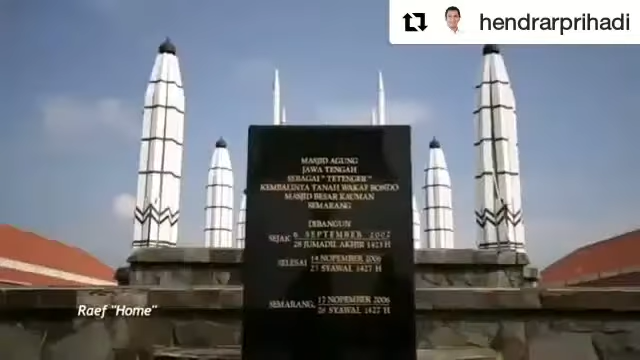 hendrarprihadi
MASJID AGUNG
JAWA TENGAH
SEBAGAI "TETENGER"
KEMBALINYA TANAH WAKAF BONDO
MASJID BESAR KAUMAN
SEMARANG
DIBANGUN
SEJAK 6 SEPTEMBER 2002
28 JUMADIL AKHIR 1423 H
SELESAI 14 NOPEMBER 2006
23 SYAWAL 1427 H
SEMARANG, 17 NOPEMBER 2006
26 SYAWAL 1427 H
Raef "Home"